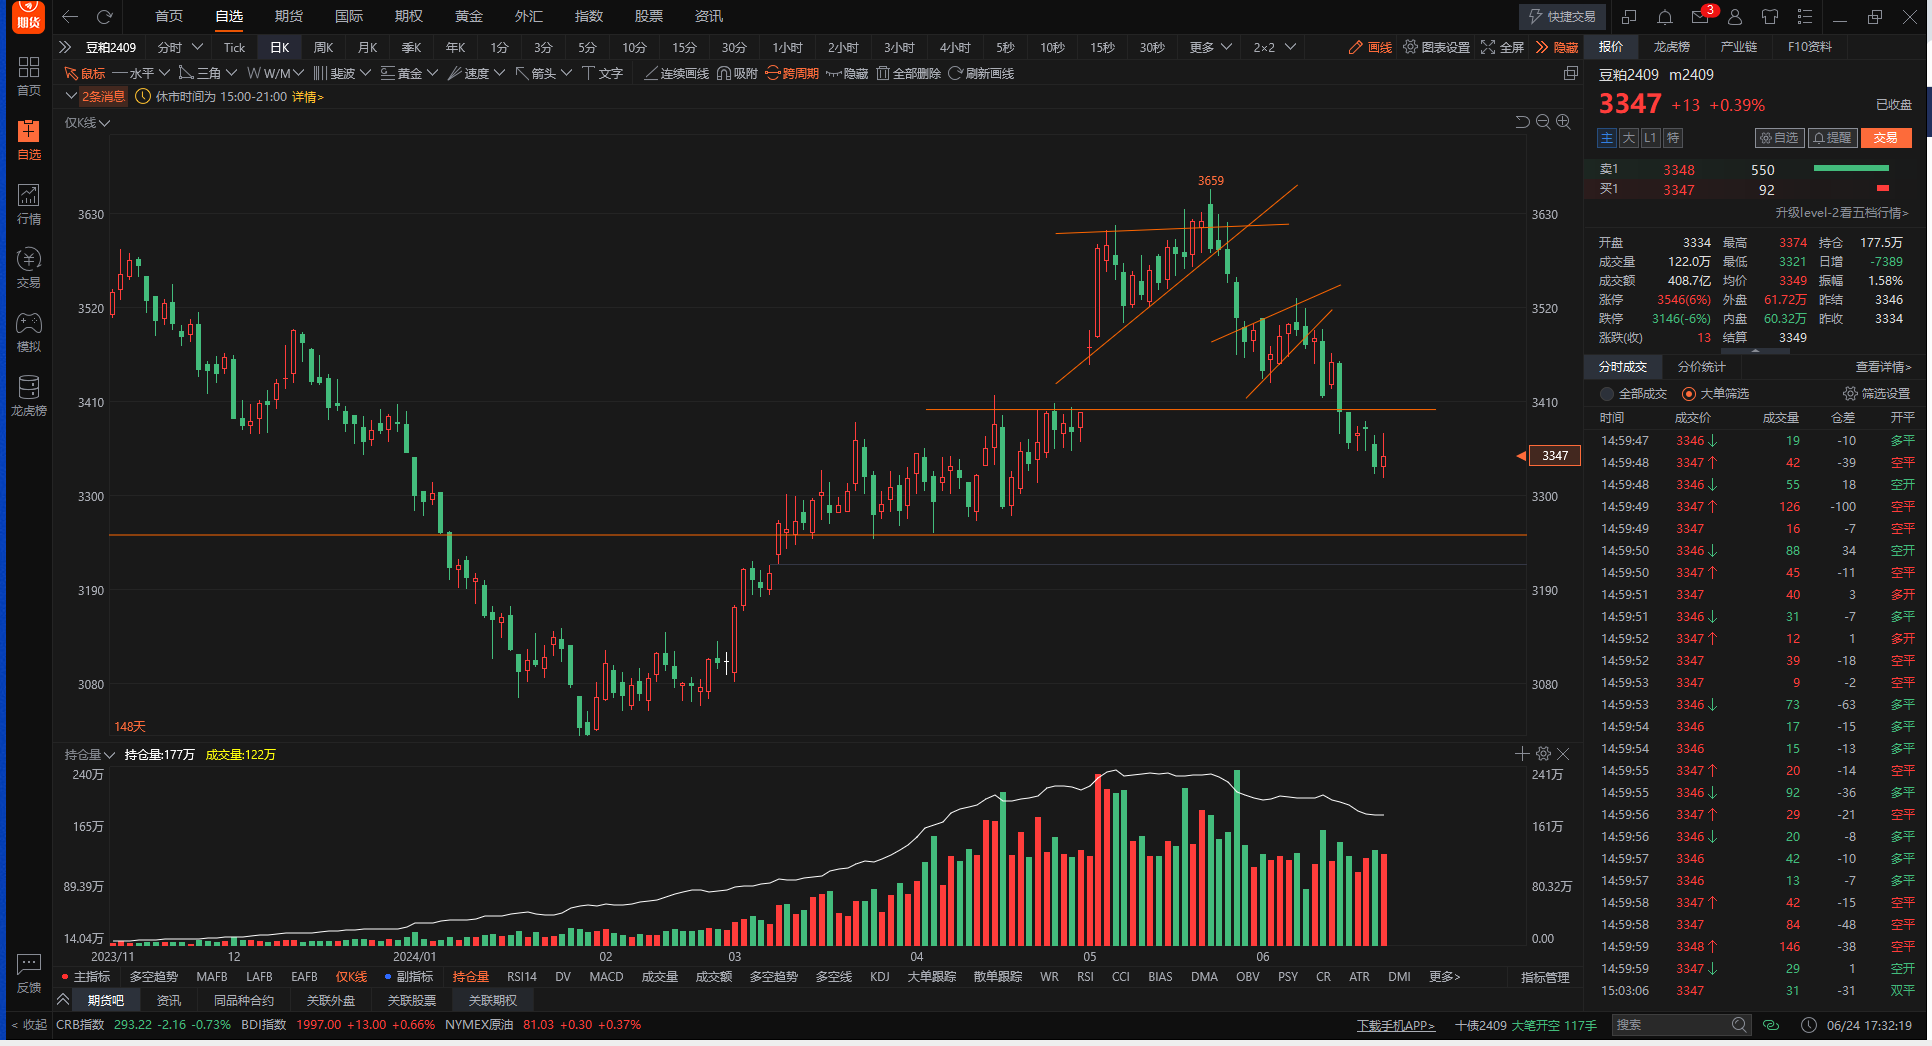 期货
首页 自选 期货 国际 期权 黄金 外汇 指数 股票 资讯
快捷交易 3
豆粕2409 分时 Tick 日K 周K 月K 季K 年K 1分 3分 5分 10分 15分 30分 1小时 2小时 3小时 4小时 5秒 10秒 15秒 30秒 更多 2×2 画线 图表设置 全屏 隐藏
鼠标 水平 三角 W/M 斐波 黄金 速度 箭头 文字 连续画线 吸附 跨周期 隐藏 全部删除 刷新画线
2条消息 休市时间为 15:00-21:00 详情>
仅K线
首页
自选
行情
交易
模拟
龙虎榜
反馈
< 收起
3659
3630 3630
3520 3520
3410 3410
3347
3300 3300
3190 3190
3080 3080
148天
持仓量 持仓量:177万 成交量:122万
240万 241万
165万 161万
89.39万 80.32万
14.04万 0.00
2023/11 12 2024/01 02 03 04 05 06
主指标 多空趋势 MAFB LAFB EAFB 仅K线 副指标 持仓量 RSI14 DV MACD 成交量 成交额 多空趋势 多空线 KDJ 大单跟踪 散单跟踪 WR RSI CCI BIAS DMA OBV PSY CR ATR DMI 更多> 指标管理
期货吧 资讯 同品种合约 关联外盘 关联股票 关联期权
CRB指数 293.22 -2.16 -0.73% BDI指数 1997.00 +13.00 +0.66% NYMEX原油 81.03 +0.30 +0.37%
下载手机APP> 十债2409 大笔开空 117手 搜索 06/24 17:32:19
报价 龙虎榜 产业链 F10资料
豆粕2409 m2409
3347 +13 +0.39% 已收盘
主 大 L1 特 自选 提醒 交易
卖1 3348 550
买1 3347 92
升级level-2看五档行情>
开盘 3334 最高 3374 持仓 177.5万
成交量 122.0万 最低 3321 日增 -7389
成交额 408.7亿 均价 3349 振幅 1.58%
涨停 3546(6%) 外盘 61.72万 昨结 3346
跌停 3146(-6%) 内盘 60.32万 昨收 3334
涨跌(收) 13 结算 3349
分时成交 分价统计 查看详情>
全部成交 大单筛选 筛选设置
时间 成交价 成交量 仓差 开平
14:59:47 3346↓ 19 -10 多平
14:59:48 3347↑ 42 -39 空平
14:59:48 3346↓ 55 18 空开
14:59:49 3347↑ 126 -100 空平
14:59:49 3347 16 -7 空平
14:59:50 3346↓ 88 34 空开
14:59:50 3347↑ 45 -11 空平
14:59:51 3347 40 3 多开
14:59:51 3346↓ 31 -7 多平
14:59:52 3347↑ 12 1 多开
14:59:52 3347 39 -18 空平
14:59:53 3347 9 -2 空平
14:59:53 3346↓ 73 -63 多平
14:59:54 3346 17 -15 多平
14:59:54 3346 15 -13 多平
14:59:55 3347↑ 20 -14 空平
14:59:55 3346↓ 92 -36 多平
14:59:56 3347↑ 29 -21 空平
14:59:56 3346↓ 20 -8 多平
14:59:57 3346 42 -10 多平
14:59:57 3346 13 -7 多平
14:59:58 3347↑ 42 -15 空平
14:59:58 3347 84 -48 空平
14:59:59 3348↑ 146 -38 空平
14:59:59 3347↓ 29 1 空开
15:03:06 3347 31 -31 双平